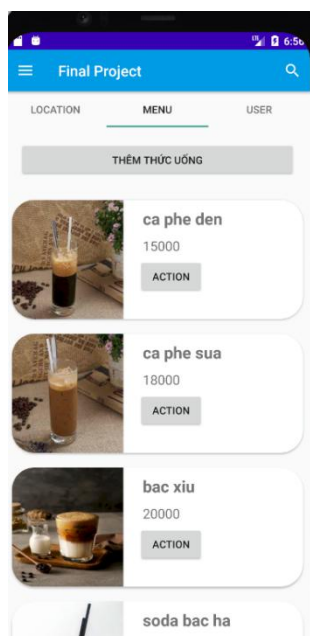 6:56
Final Project
LOCATION MENU USER
THÊM THỨC UỐNG
ca phe den
15000
ACTION
ca phe sua
18000
ACTION
bac xiu
20000
ACTION
soda bac ha